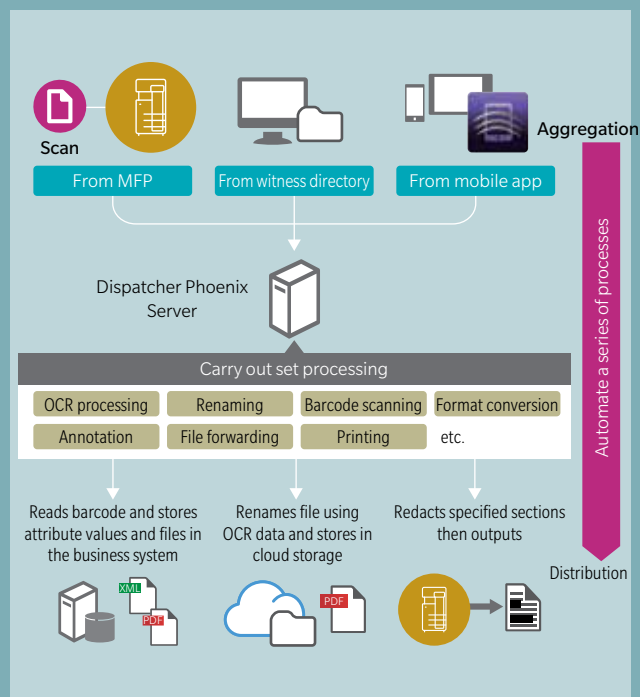 Scan
Aggregation
From MFP
From witness directory
From mobile app
Dispatcher Phoenix
Server
Automate a series of processes
Carry out set processing
OCR processing
Renaming
Barcode scanning
Format conversion
Annotation
File forwarding
Printing
etc.
Reads barcode and stores
attribute values and files in
the business system
Renames file using
OCR data and stores in
cloud storage
Redacts specified sections
then outputs
Distribution
XML
PDF
PDF